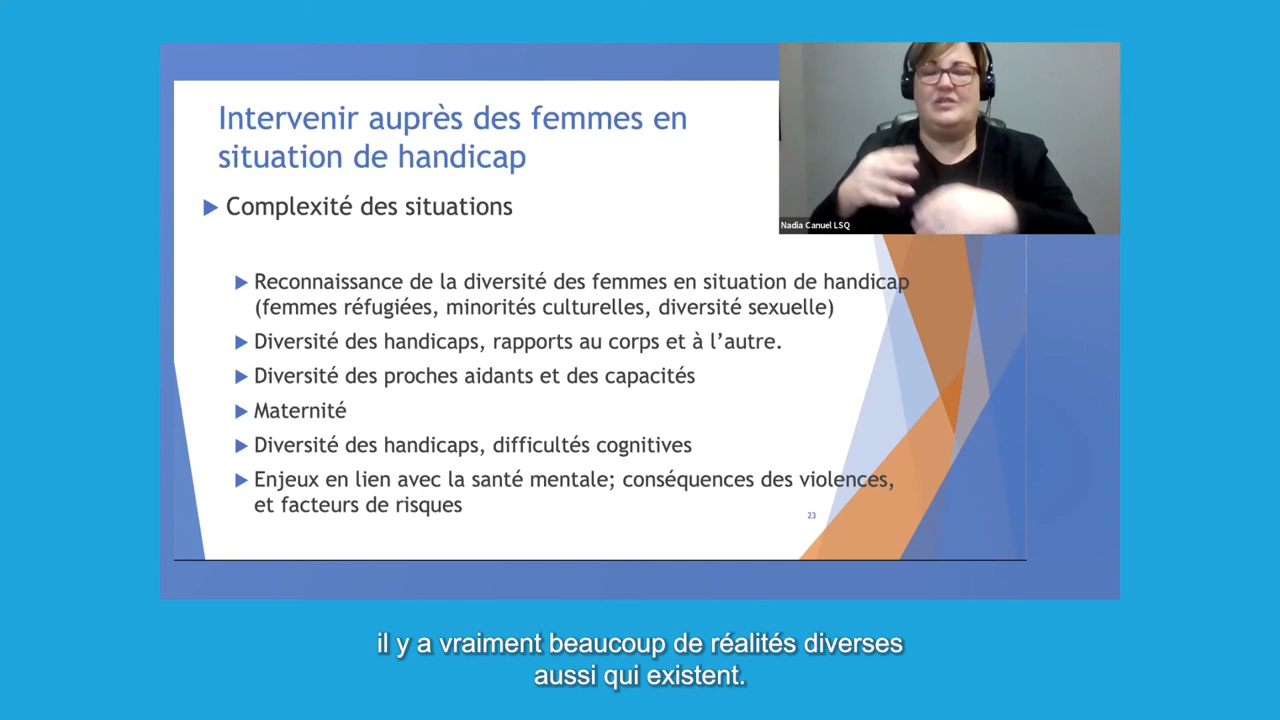 Intervenir auprès des femmes en
situation de handicap
Complexité des situations
Nadia Canuel LSQ
Reconnaissance de la diversité des femmes en situation de handicap
(femmes réfugiées, minorités culturelles, diversité sexuelle)
Diversité des handicaps, rapports au corps et à l’autre.
Diversité des proches aidants et des capacités
Maternité
Diversité des handicaps, difficultés cognitives
Enjeux en lien avec la santé mentale; conséquences des violences,
et facteurs de risques
23
il y a vraiment beaucoup de réalités diverses
aussi qui existent.